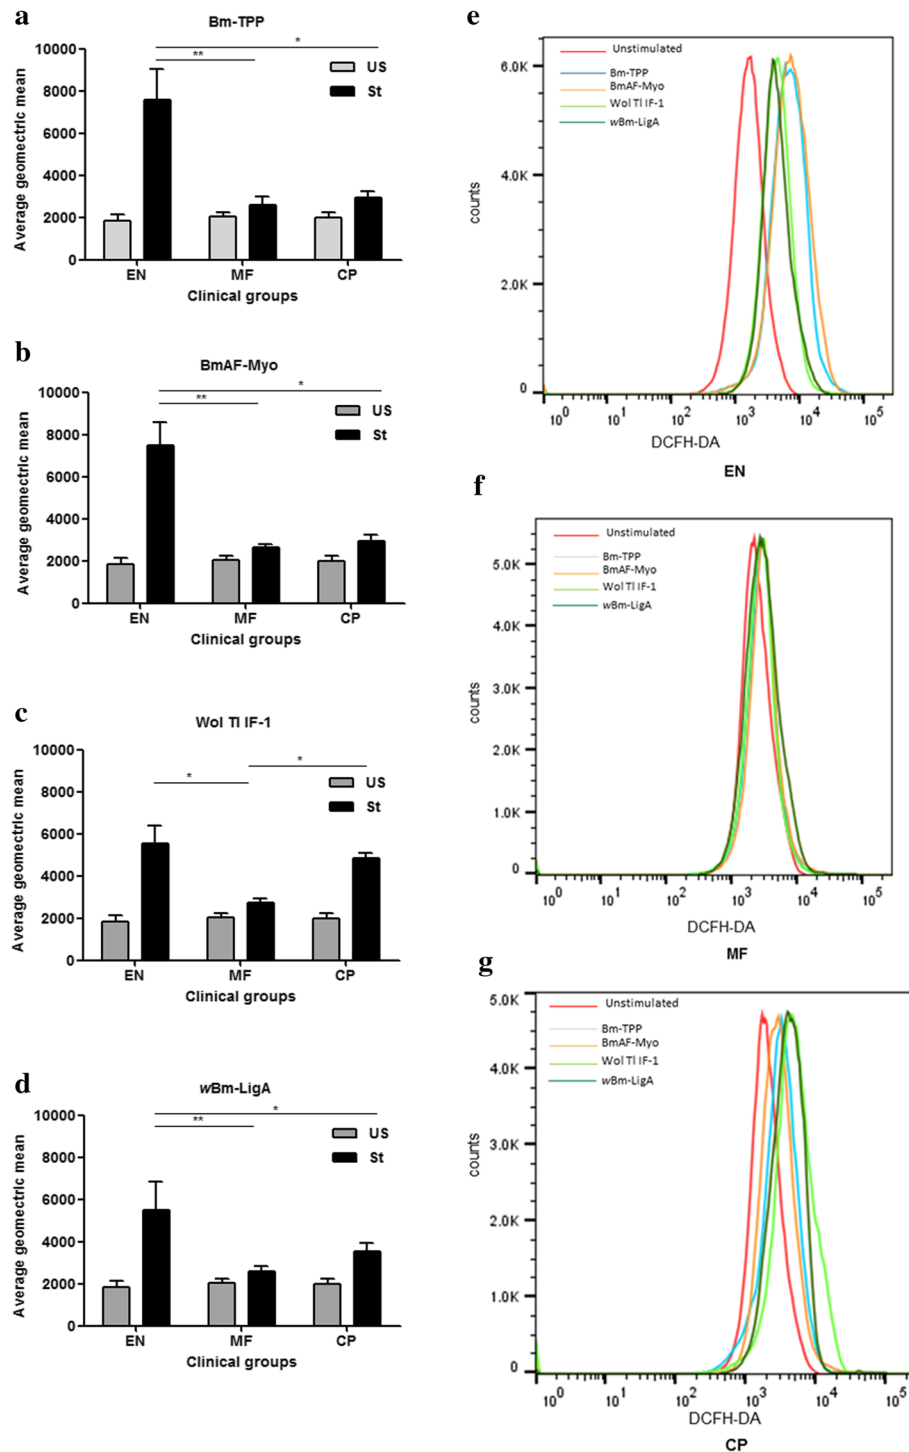 a
Bm-TPP
10000
8000
6000
4000
2000
0
Average geomectric mean
*
**
US
St
EN MF CP
Clinical groups
b
BmAF-Myo
10000
8000
6000
4000
2000
0
Average geomectric mean
*
**
US
St
EN MF CP
Clinical groups
c
Wol Tl IF-1
10000
8000
6000
4000
2000
0
Average geomectric mean
* *
US
St
EN MF CP
Clinical groups
d
wBm-LigA
10000
8000
6000
4000
2000
0
Average geomectric mean
*
**
US
St
EN MF CP
Clinical groups
e
6.0K
4.0K
2.0K
0
counts
Unstimulated
Bm-TPP
BmAF-Myo
Wol Tl IF-1
wBm-LigA
10^0 10^1 10^2 10^3 10^4 10^5
DCFH-DA
EN
f
5.0K
4.0K
3.0K
2.0K
1.0K
0
counts
Unstimulated
Bm-TPP
BmAF-Myo
Wol Tl IF-1
wBm-LigA
10^0 10^1 10^2 10^3 10^4 10^5
DCFH-DA
MF
g
5.0K
4.0K
3.0K
2.0K
1.0K
0
counts
Unstimulated
Bm-TPP
BmAF-Myo
Wol Tl IF-1
wBm-LigA
10^0 10^1 10^2 10^3 10^4 10^5
DCFH-DA
CP